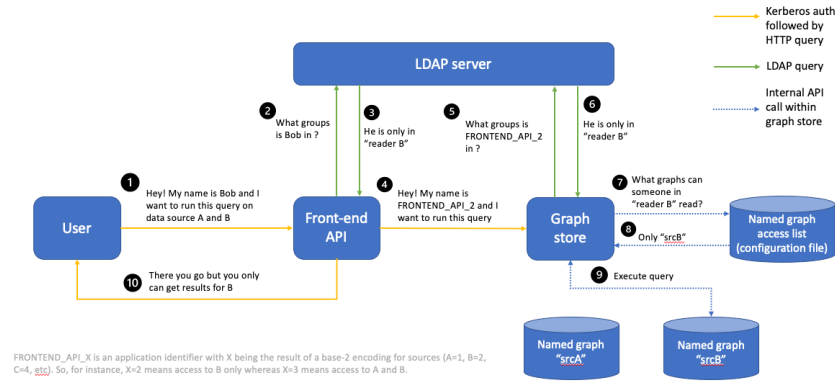 Kerberos auth
followed by
HTTP query
LDAP query
Internal API
call within
graph store
LDAP server
2
What groups
is Bob in ?
3
He is only in
“reader B”
5
What groups is
FRONTEND_API_2
in ?
6
He is only in
“reader B”
1
Hey! My name is Bob and I
want to run this query on
data source A and B
4
Hey! My name is
FRONTEND_API_2 and I
want to run this query
7
What graphs can
someone in
“reader B” read?
User
Front-end
API
Graph
store
Named graph
access list
(configuration file)
8
Only “srcB”
10
There you go but you only
can get results for B
9
Execute query
Named graph
“srcA”
Named graph
“srcB”
FRONTEND_API_X is an application identifier with X being the result of a base-2 encoding for sources (A=1, B=2,
C=4, etc). So, for instance, X=2 means access to B only whereas X=3 means access to A and B.